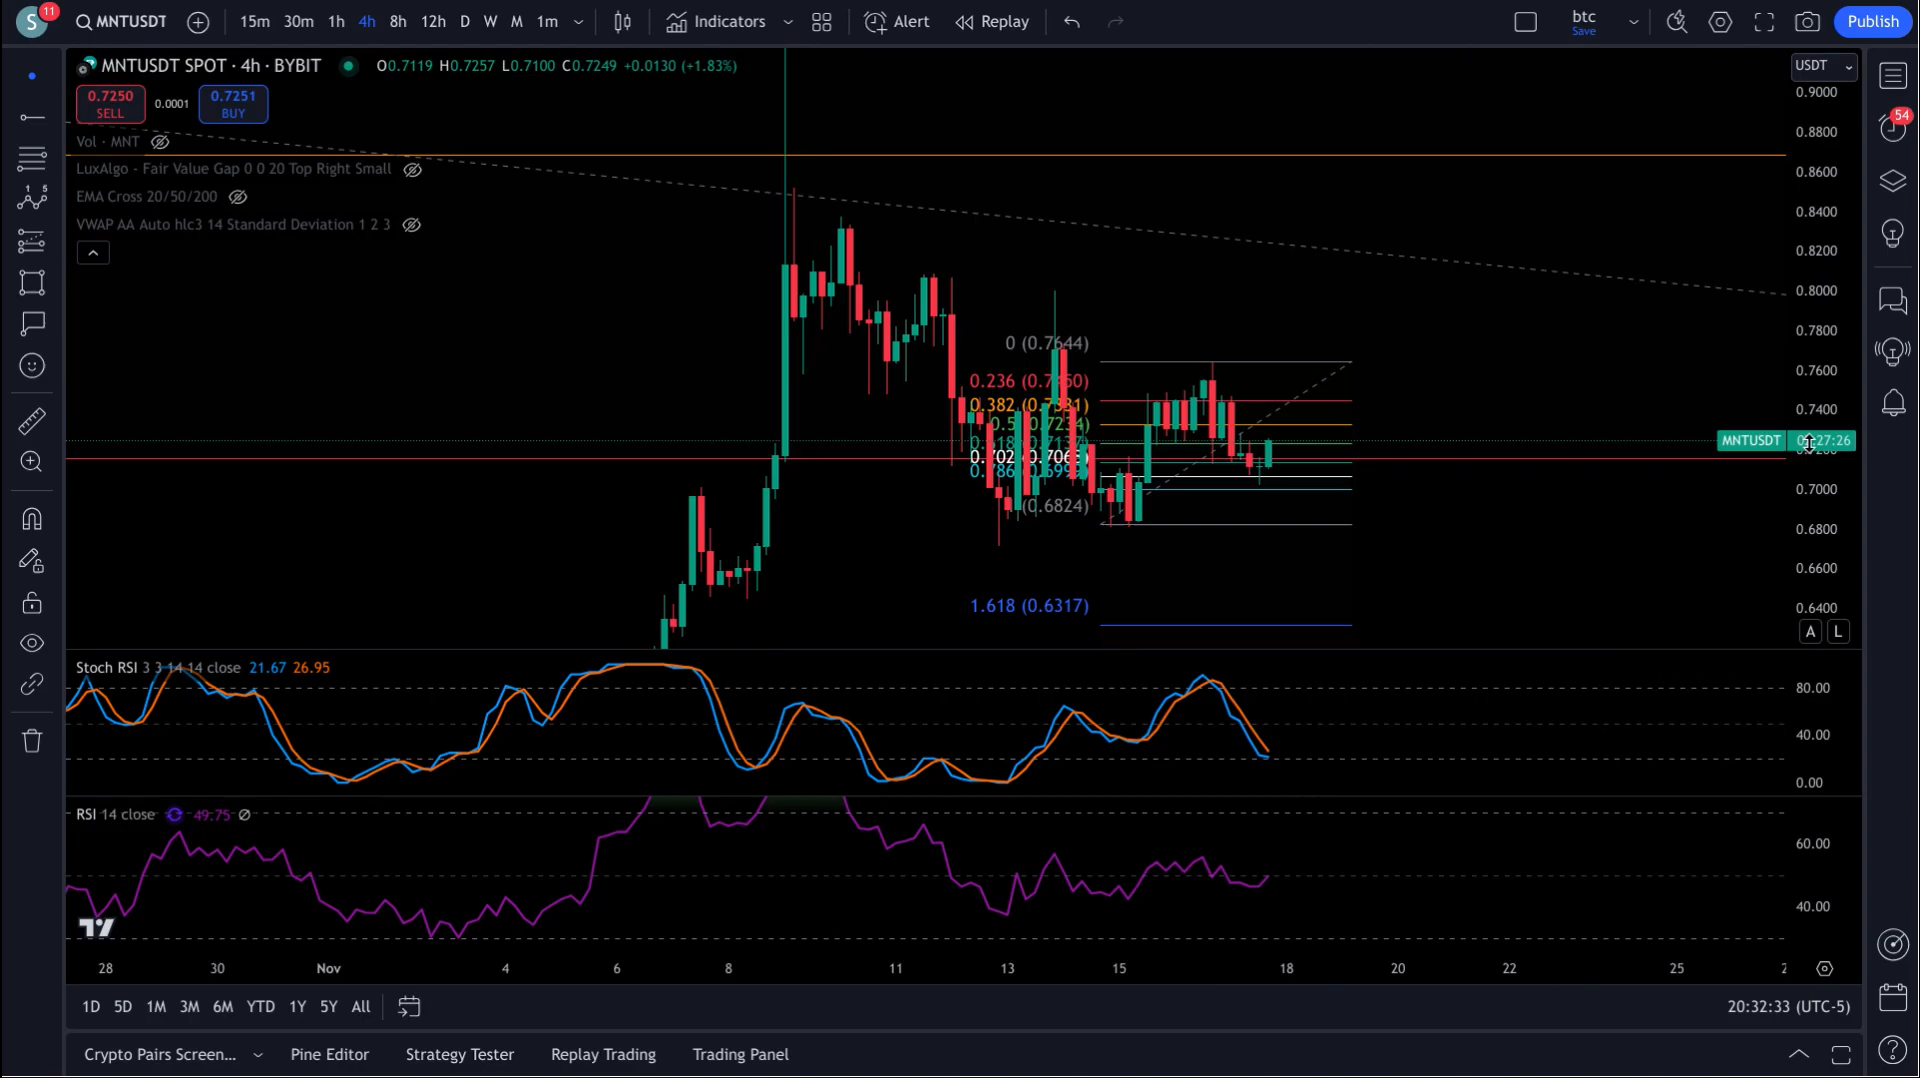 S 11 MNTUSDT 15m 30m 1h 4h 8h 12h D W M 1m Indicators Alert Replay btc Save Publish
MNTUSDT SPOT · 4h · BYBIT O0.7119 H0.7257 L0.7100 C0.7249 +0.0130 (+1.83%) USDT
0.7250 SELL 0.0001 0.7251 BUY
Vol · MNT
LuxAlgo - Fair Value Gap 0 0 20 Top Right Small
EMA Cross 20/50/200
VWAP AA Auto hlc3 14 Standard Deviation 1 2 3
0.9000
0.8800
0.8600
0.8400
0.8200
0.8000
0.7800
0.7600
0.7400
0.7000
0.6800
0.6600
0.6400
54
0 (0.7644)
0.236
0.382
(0.6824)
1.618 (0.6317)
MNTUSDT
A L
Stoch RSI 3 3 14 14 close 21.67 26.95
80.00
40.00
0.00
RSI 14 close 49.75 ∅
60.00
40.00
28 30 Nov 4 6 8 11 13 15 18 20 22 25
1D 5D 1M 3M 6M YTD 1Y 5Y All 20:32:33 (UTC-5)
Crypto Pairs Screen... Pine Editor Strategy Tester Replay Trading Trading Panel